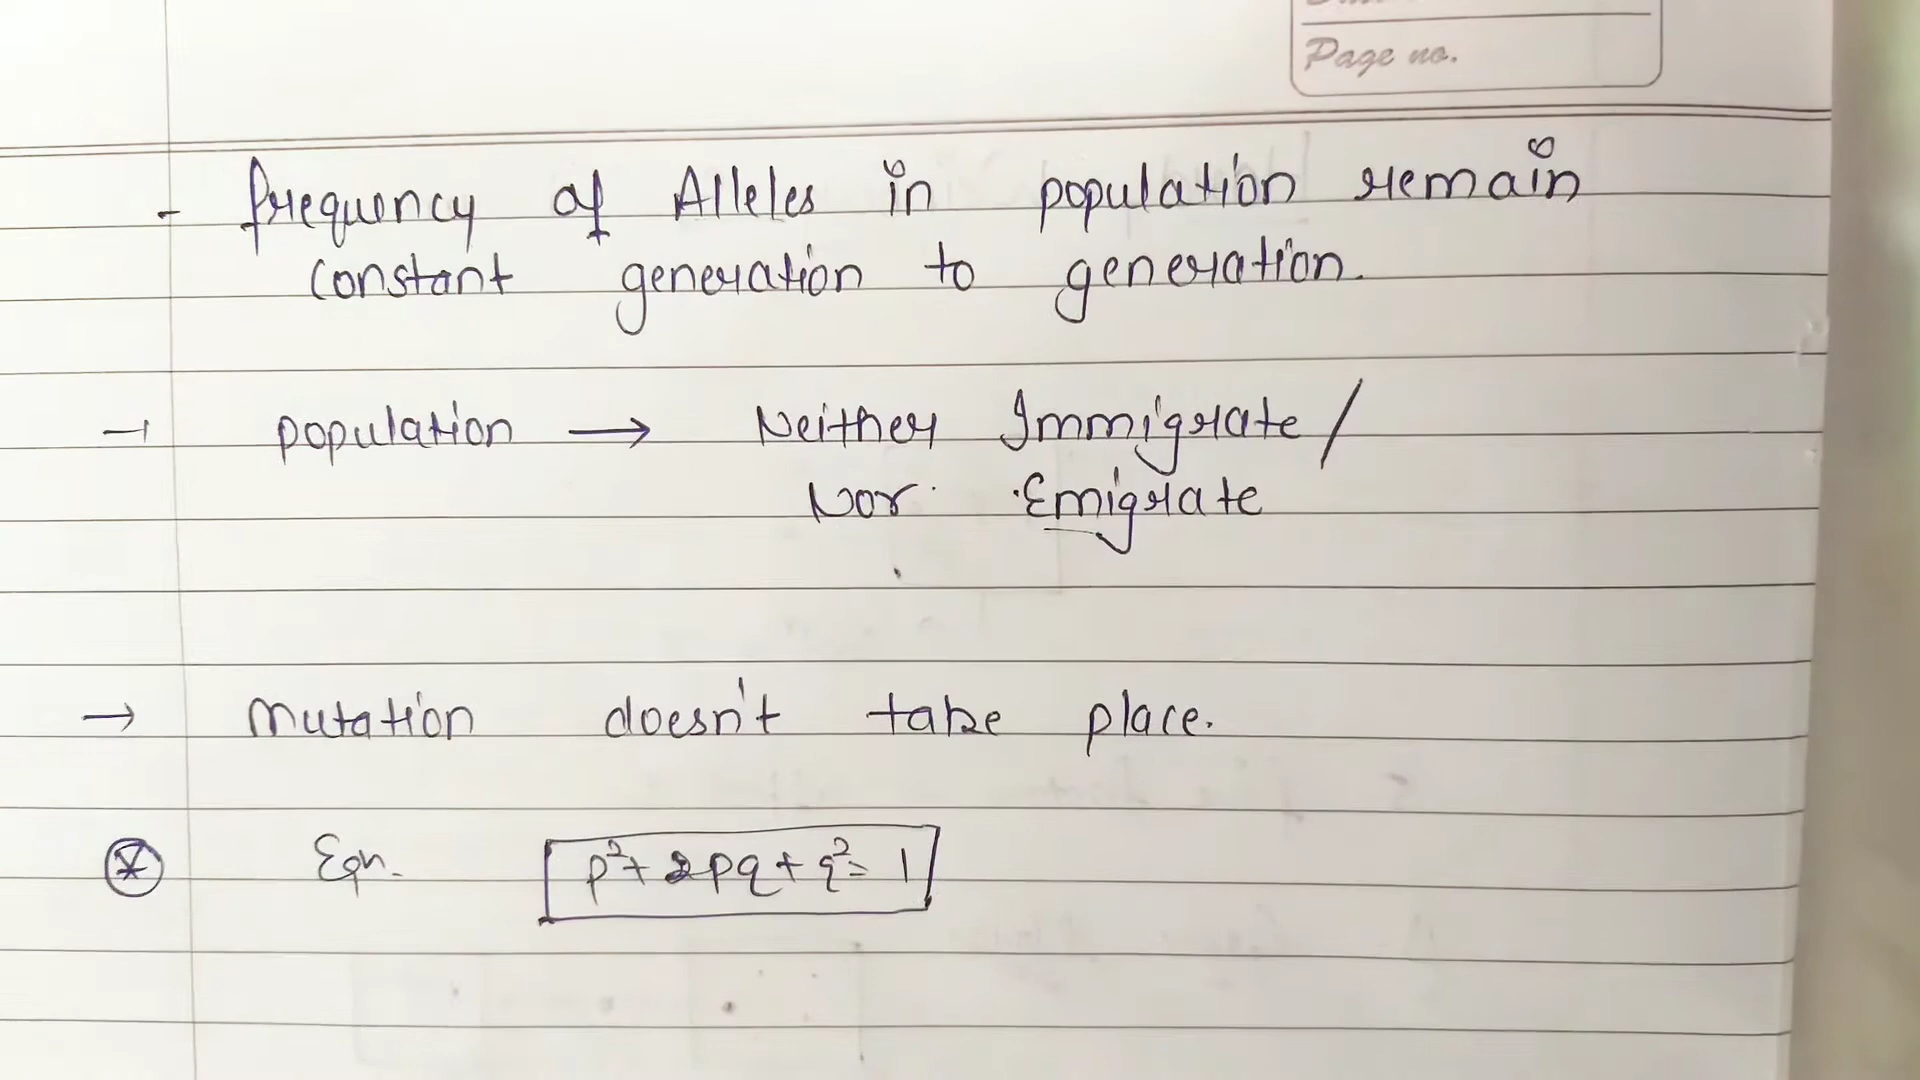 Page no.
- frequency of Alleles in population remain
constant generation to generation.
- population → Neither Immigrate /
Nor Emigrate
→ Mutation doesn't take place.
* Eqn. p²+2pq+q²=1